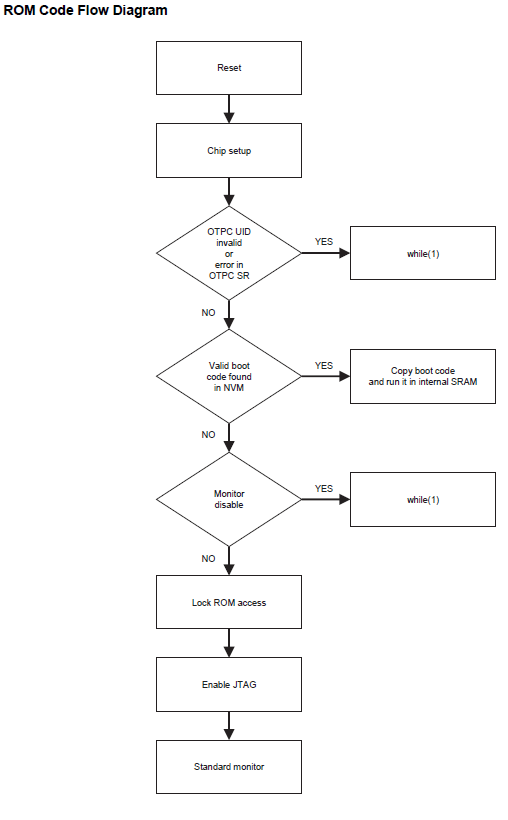 ROM Code Flow Diagram
Reset
Chip setup
OTPC UID
invalid
or
error in
OTPC SR
YES
while(1)
NO
Valid boot
code found
in NVM
YES
Copy boot code
and run it in internal SRAM
NO
Monitor
disable
YES
while(1)
NO
Lock ROM access
Enable JTAG
Standard monitor